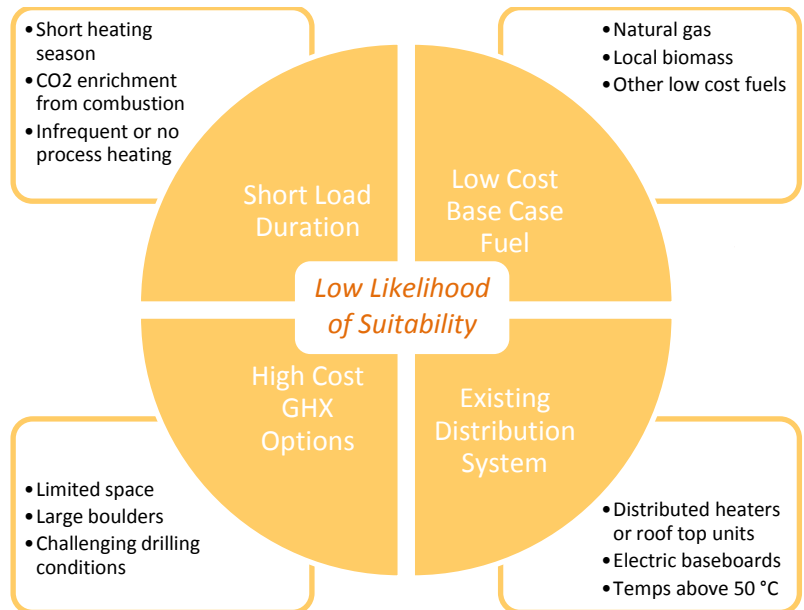 • Short heating
season
• CO2 enrichment
from combustion
• Infrequent or no
process heating
• Natural gas
• Local biomass
• Other low cost fuels
Short Load
Duration
Low Cost
Base Case
Fuel
Low Likelihood
of Suitability
High Cost
GHX
Options
Existing
Distribution
System
• Limited space
• Large boulders
• Challenging drilling
conditions
• Distributed heaters
or roof top units
• Electric baseboards
• Temps above 50 °C